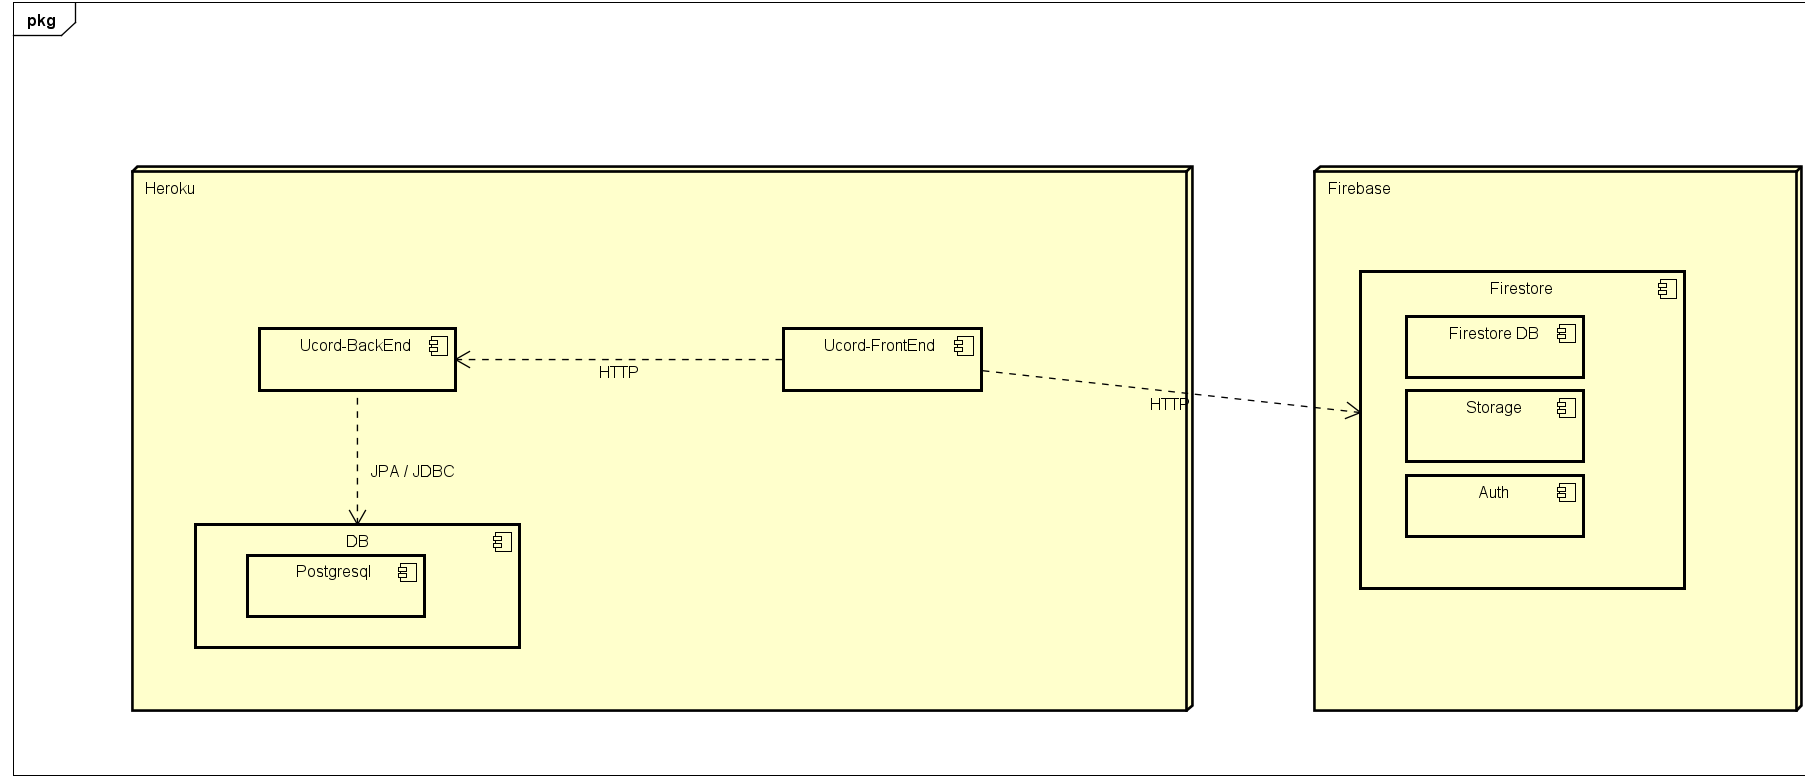 pkg
Heroku
Firebase
Firestore
Firestore DB
Ucord-BackEnd
Ucord-FrontEnd
HTTP
HTTP
Storage
JPA / JDBC
Auth
DB
Postgresql